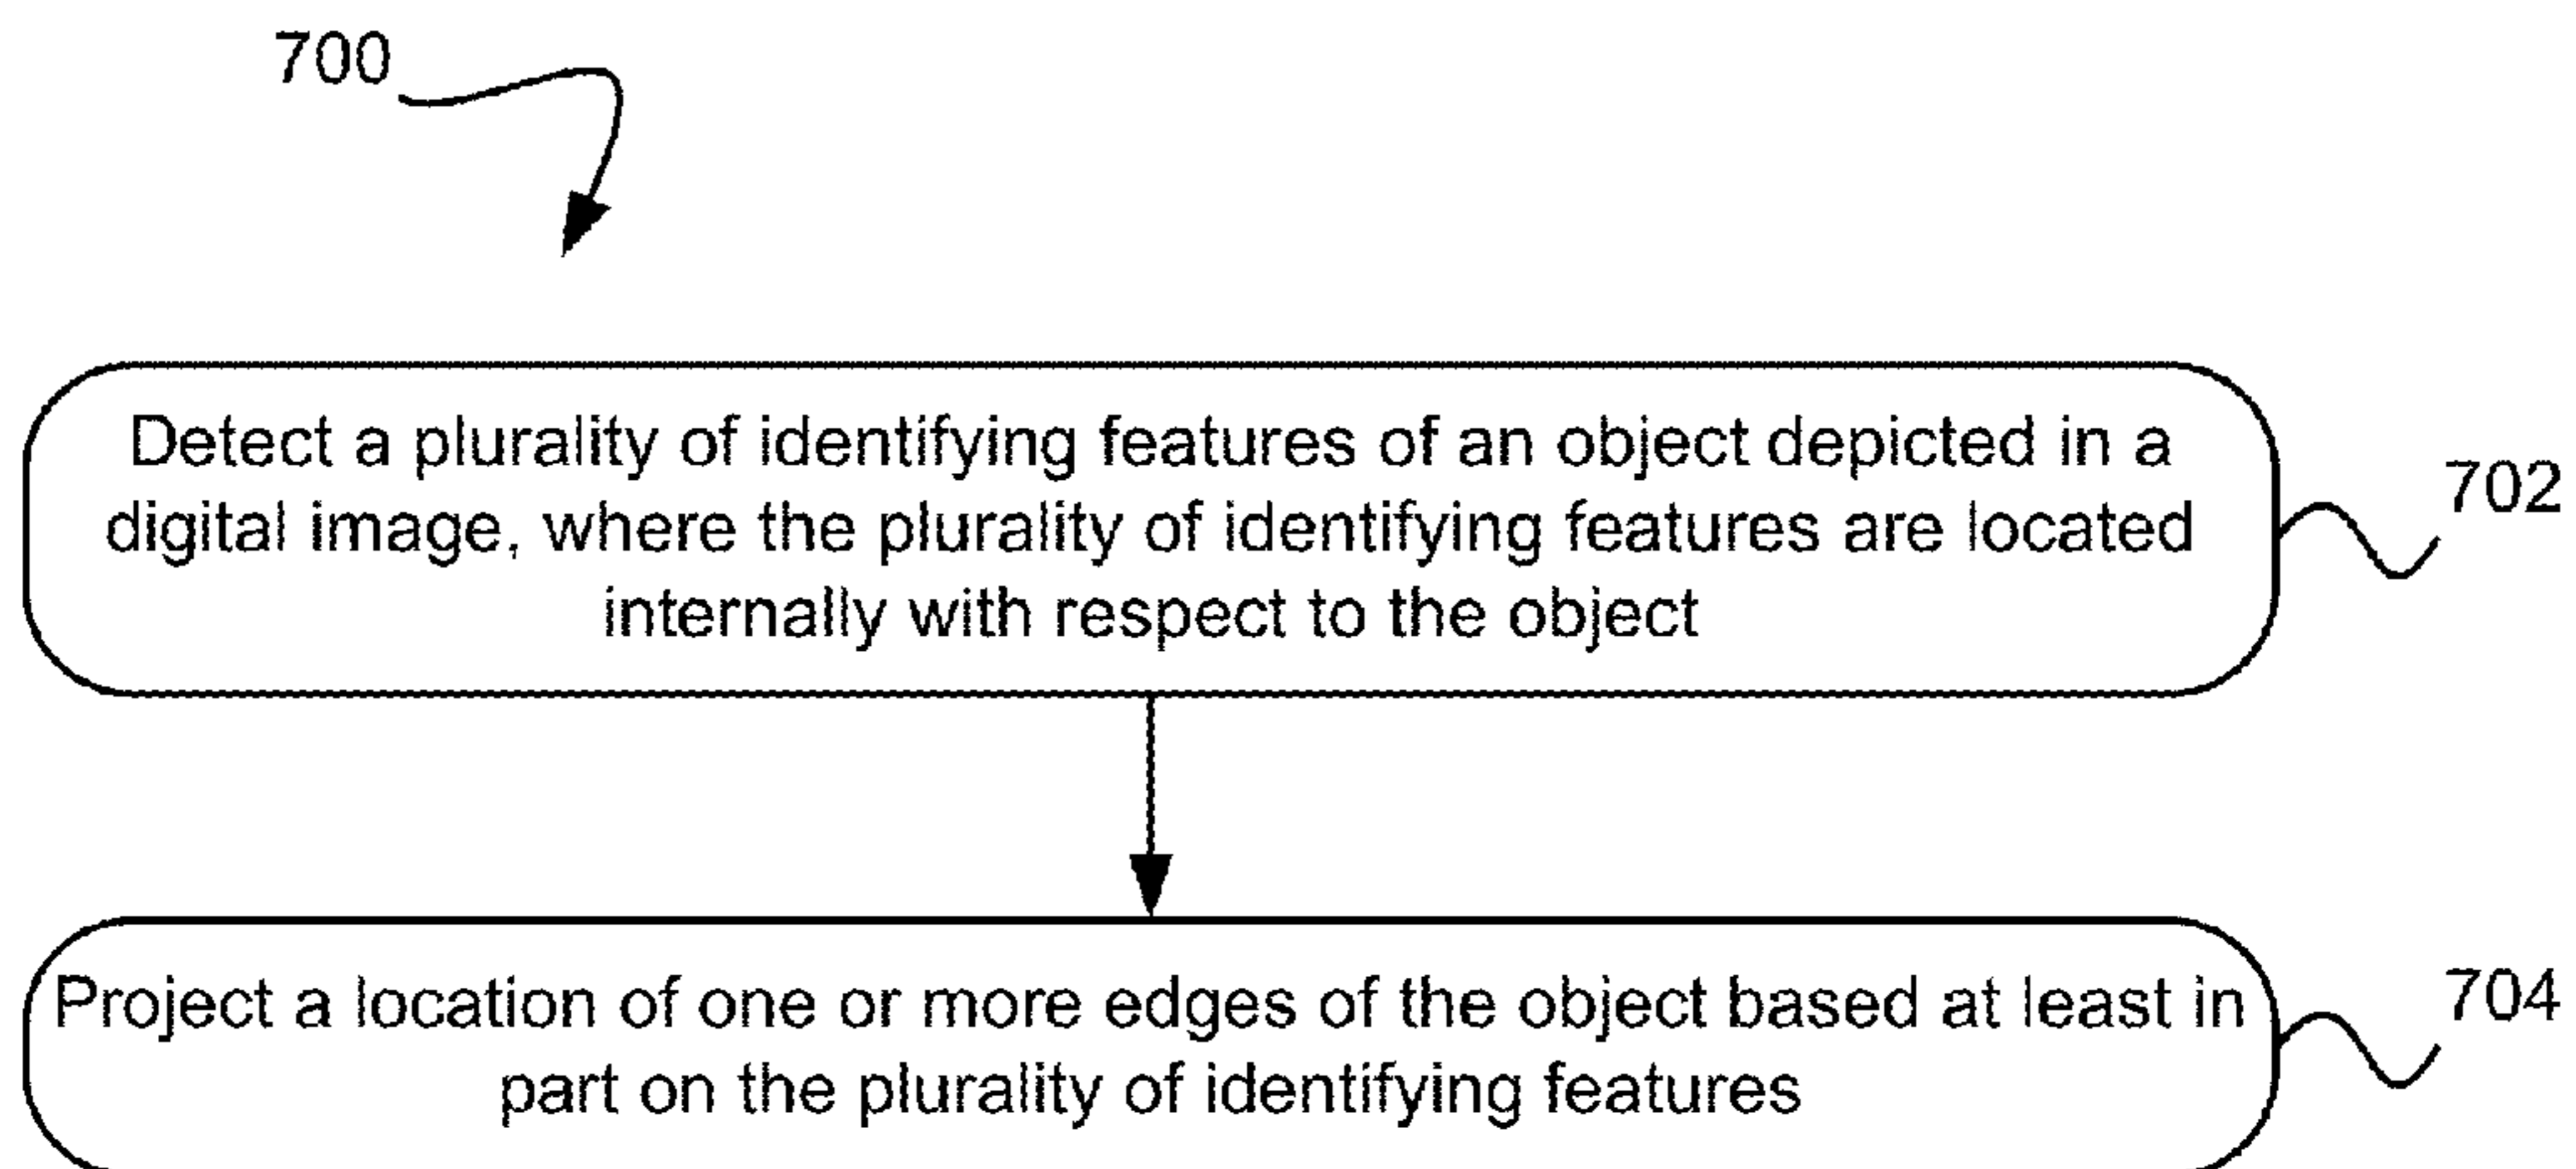 700
Detect a plurality of identifying features of an object depicted in a
digital image, where the plurality of identifying features are located
internally with respect to the object
702
Project a location of one or more edges of the object based at least in
part on the plurality of identifying features
704